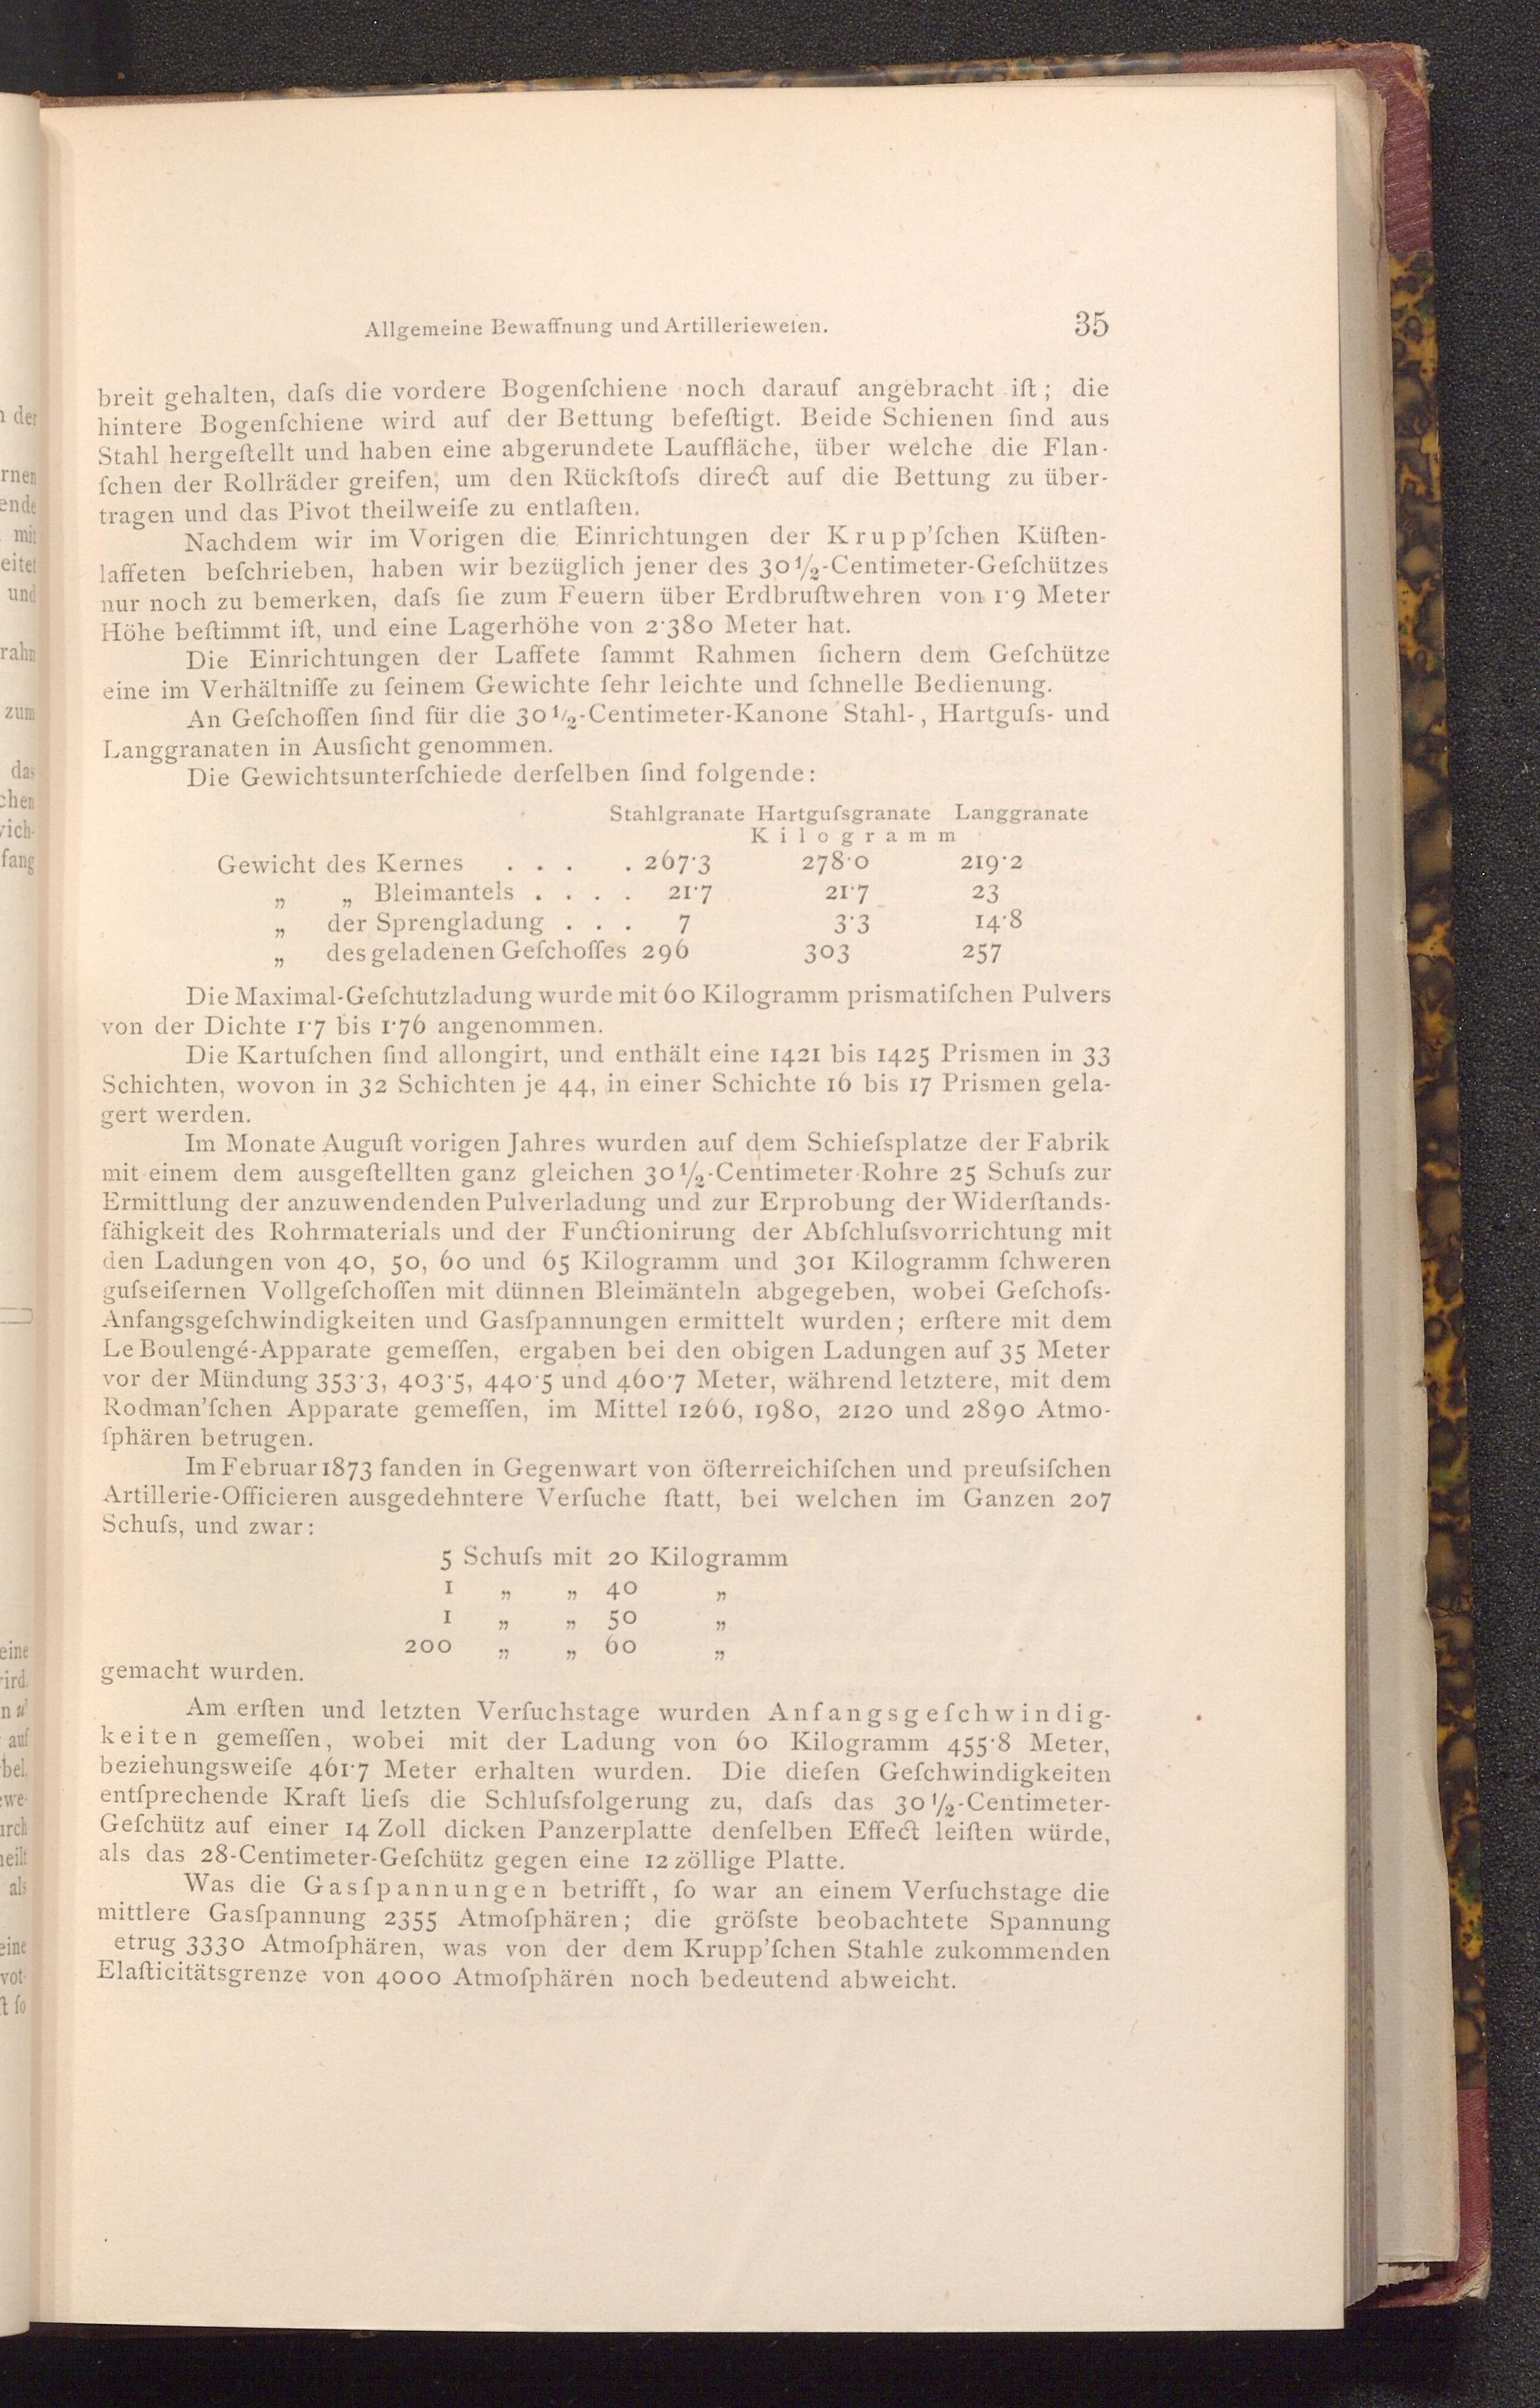 Allgemeine Bewaffnung und Artillerieweſen. 35
breit gehalten, daſs die vordere Bogenſchiene noch darauf angebracht iſt; die
hintere Bogenſchiene wird auf der Bettung befeſtigt. Beide Schienen ſind aus
Stahl hergeſtellt und haben eine abgerundete Lauffläche, über welche die Flan-
ſchen der Rollräder greifen, um den Rückſtoſs direct auf die Bettung zu über-
tragen und das Pivot theilweiſe zu entlaſten.
Nachdem wir im Vorigen die Einrichtungen der Krupp'ſchen Küſten-
laffeten beſchrieben, haben wir bezüglich jener des 30½-Centimeter-Geſchützes
nur noch zu bemerken, daſs ſie zum Feuern über Erdbruſtwehren von 1·9 Meter
Höhe beſtimmt iſt, und eine Lagerhöhe von 2·380 Meter hat.
Die Einrichtungen der Laffete ſammt Rahmen ſichern dem Geſchütze
eine im Verhältniſſe zu ſeinem Gewichte ſehr leichte und ſchnelle Bedienung.
An Geſchoſſen ſind für die 30½-Centimeter-Kanone Stahl-, Hartguſs- und
Langgranaten in Ausſicht genommen.
Die Gewichtsunterſchiede derſelben ſind folgende:
Stahlgranate Hartguſsgranate Langgranate
Kilogramm
Gewicht des Kernes . . . . 267·3 278·0 219·2
„ „ Bleimantels . . . . 21·7 21·7 23
„ der Sprengladung . . . 7 3·3 14·8
„ des geladenen Geſchoſſes 296 303 257
Die Maximal-Geſchützladung wurde mit 60 Kilogramm prismatiſchen Pulvers
von der Dichte 1·7 bis 1·76 angenommen.
Die Kartuſchen ſind allongirt, und enthält eine 1421 bis 1425 Prismen in 33
Schichten, wovon in 32 Schichten je 44, in einer Schichte 16 bis 17 Prismen gela-
gert werden.
Im Monate Auguſt vorigen Jahres wurden auf dem Schieſsplatze der Fabrik
mit einem dem ausgeſtellten ganz gleichen 30½-Centimeter-Rohre 25 Schuſs zur
Ermittlung der anzuwendenden Pulverladung und zur Erprobung der Widerſtands-
fähigkeit des Rohrmaterials und der Functionirung der Abſchluſsvorrichtung mit
den Ladungen von 40, 50, 60 und 65 Kilogramm und 301 Kilogramm ſchweren
guſseiſernen Vollgeſchoſſen mit dünnen Bleimänteln abgegeben, wobei Geſchoſs-
Anfangsgeſchwindigkeiten und Gasſpannungen ermittelt wurden; erſtere mit dem
Le Boulengé-Apparate gemeſſen, ergaben bei den obigen Ladungen auf 35 Meter
vor der Mündung 353·3, 403·5, 440·5 und 460·7 Meter, während letztere, mit dem
Rodman'ſchen Apparate gemeſſen, im Mittel 1266, 1980, 2120 und 2890 Atmo-
ſphären betrugen.
Im Februar 1873 fanden in Gegenwart von öſterreichiſchen und preuſsiſchen
Artillerie-Officieren ausgedehntere Verſuche ſtatt, bei welchen im Ganzen 207
Schuſs, und zwar:
5 Schuſs mit 20 Kilogramm
1 „ „ 40 „
1 „ „ 50 „
200 „ „ 60 „
gemacht wurden.
Am erſten und letzten Verſuchstage wurden Anfangsgeſchwindig-
keiten gemeſſen, wobei mit der Ladung von 60 Kilogramm 455·8 Meter,
beziehungsweiſe 461·7 Meter erhalten wurden. Die dieſen Geſchwindigkeiten
entſprechende Kraft lieſs die Schluſsfolgerung zu, daſs das 30½-Centimeter-
Geſchütz auf einer 14 Zoll dicken Panzerplatte denſelben Effect leiſten würde,
als das 28-Centimeter-Geſchütz gegen eine 12 zöllige Platte.
Was die Gasſpannungen betrifft, ſo war an einem Verſuchstage die
mittlere Gasſpannung 2355 Atmoſphären; die gröſste beobachtete Spannung
etrug 3330 Atmoſphären, was von der dem Krupp'ſchen Stahle zukommenden
Elaſticitätsgrenze von 4000 Atmoſphären noch bedeutend abweicht.